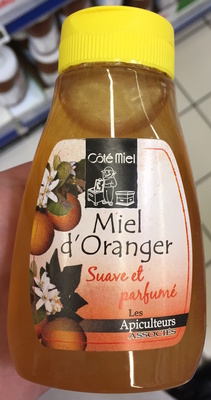 Côté Miel
Miel
d'Oranger
Suave et
parfumé
Les
Apiculteurs
ASSOCIÉS